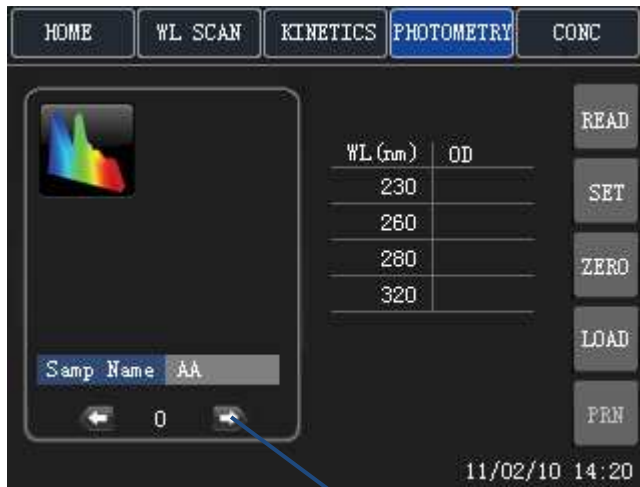 HOME WL SCAN KINETICS PHOTOMETRY CONC
READ
WL(nm) OD
230
SET
260
280
ZERO
320
LOAD
Samp Name AA
0
PRN
11/02/10 14:20